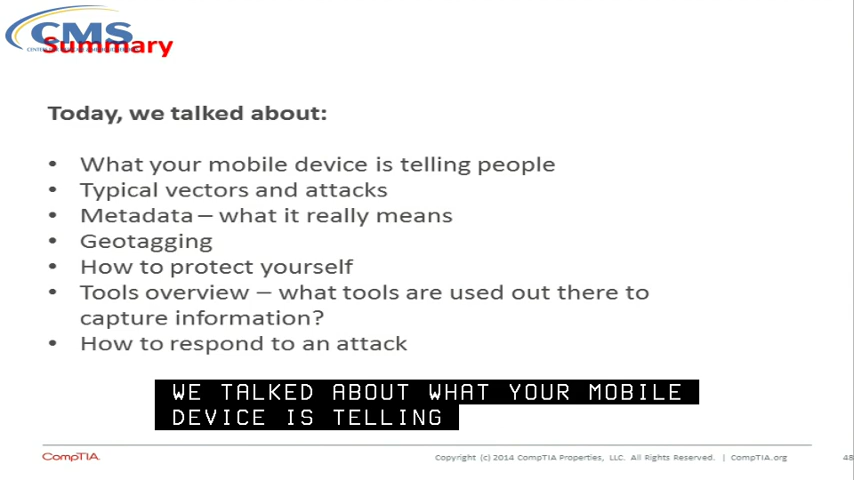 CMS
Summary
Today, we talked about:
• What your mobile device is telling people
• Typical vectors and attacks
• Metadata – what it really means
• Geotagging
• How to protect yourself
• Tools overview – what tools are used out there to
capture information?
• How to respond to an attack
WE TALKED ABOUT WHAT YOUR MOBILE
DEVICE IS TELLING
CompTIA.
Copyright (c) 2014 CompTIA Properties, LLC. All Rights Reserved. | CompTIA.org
48